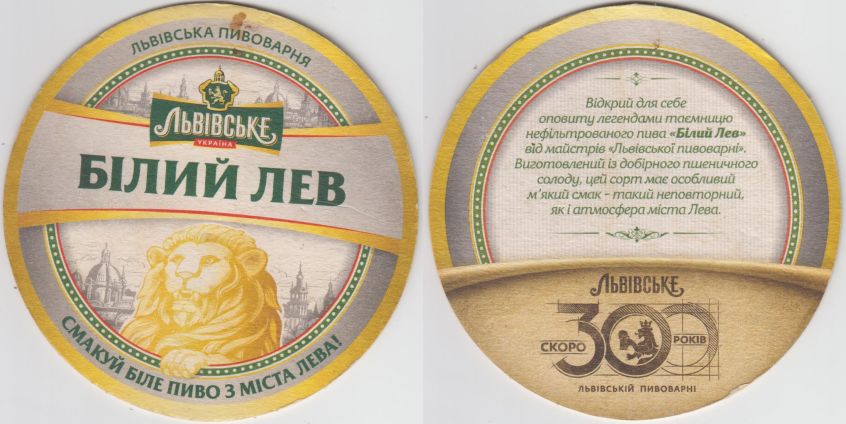 ЛЬВІВСЬКА ПИВОВАРНЯ
ЛЬВІВСЬКЕ
УКРАЇНА
БІЛИЙ ЛЕВ
СМАКУЙ БІЛЕ ПИВО З МІСТА ЛЕВА!
Відкрий для себе
оповиту легендами таємницю
нефільтрованого пива «Білий Лев»
від майстрів «Львівської пивоварні».
Виготовлений із добірного пшеничного
солоду, цей сорт має особливий
м'який смак - такий неповторний,
як і атмосфера міста Лева.
ЛЬВІВСЬКЕ
СКОРО 300 РОКІВ
ЛЬВІВСЬКІЙ ПИВОВАРНІ